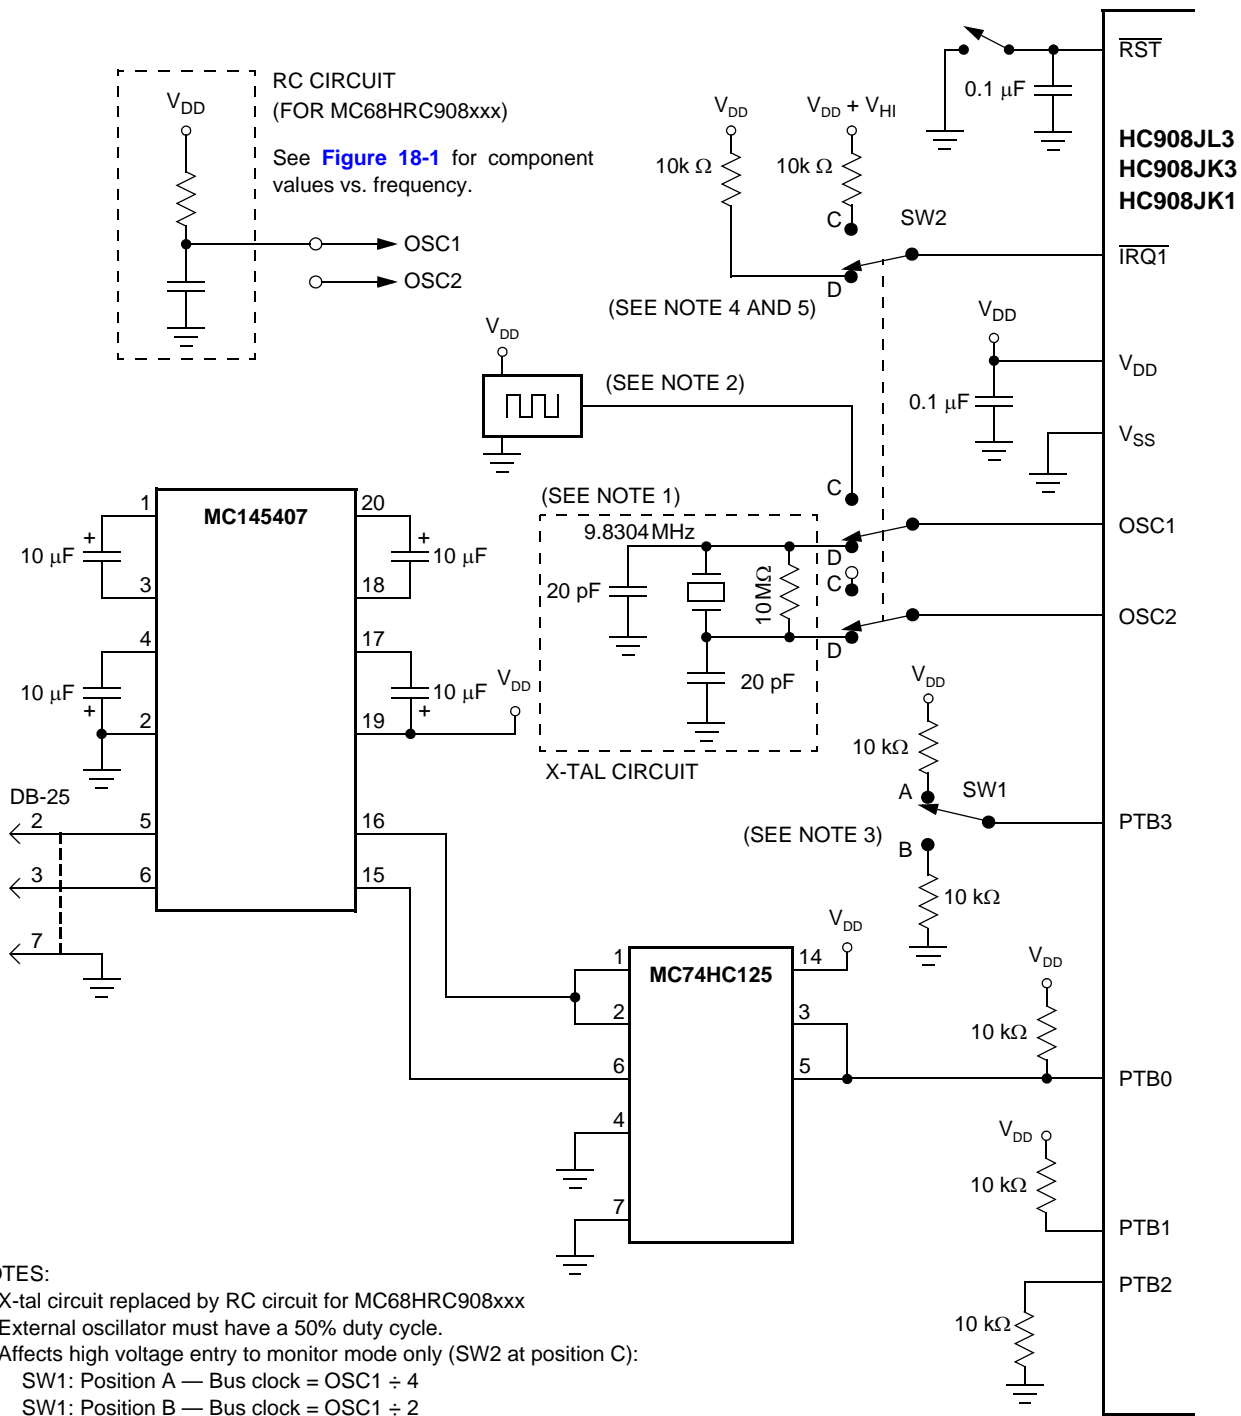 RC CIRCUIT
(FOR MC68HRC908xxx)
See Figure 18-1 for component
values vs. frequency.
VDD
OSC1
OSC2
VDD
VDD + VHI
10k Ω
10k Ω
C
SW2
D
(SEE NOTE 4 AND 5)
RST
0.1 µF
HC908JL3
HC908JK3
HC908JK1
IRQ1
VDD
VDD
0.1 µF
VSS
VDD
(SEE NOTE 2)
C
(SEE NOTE 1)
9.8304MHz
D
C
20 pF
10MΩ
D
20 pF
X-TAL CIRCUIT
OSC1
OSC2
MC145407
1
20
10 µF
+
+
10 µF
3
18
4
17
10 µF
+
+
10 µF
VDD
2
19
DB-25
2
5
16
3
6
15
7
VDD
10 kΩ
A
SW1
PTB3
(SEE NOTE 3)
B
10 kΩ
VDD
MC74HC125
1
14
2
3
6
5
4
7
VDD
10 kΩ
PTB0
VDD
10 kΩ
PTB1
PTB2
10 kΩ
OTES:
X-tal circuit replaced by RC circuit for MC68HRC908xxx
External oscillator must have a 50% duty cycle.
Affects high voltage entry to monitor mode only (SW2 at position C):
SW1: Position A — Bus clock = OSC1 ÷ 4
SW1: Position B — Bus clock = OSC1 ÷ 2